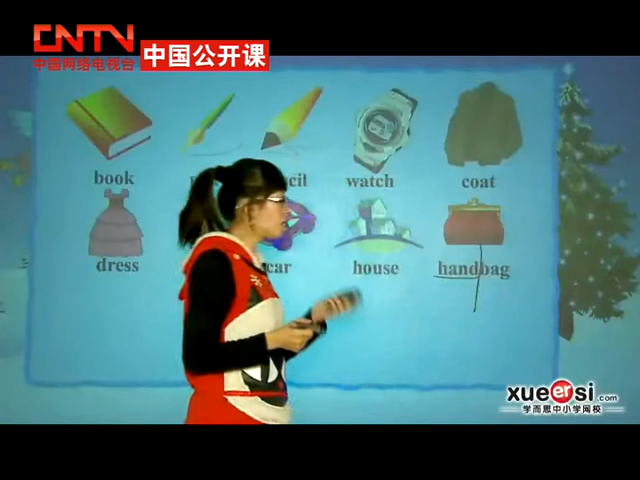 CNTV
中国网络电视台
中国公开课
book
watch
coat
dress
car
house
handbag
xueersi.com
学而思中小学网校